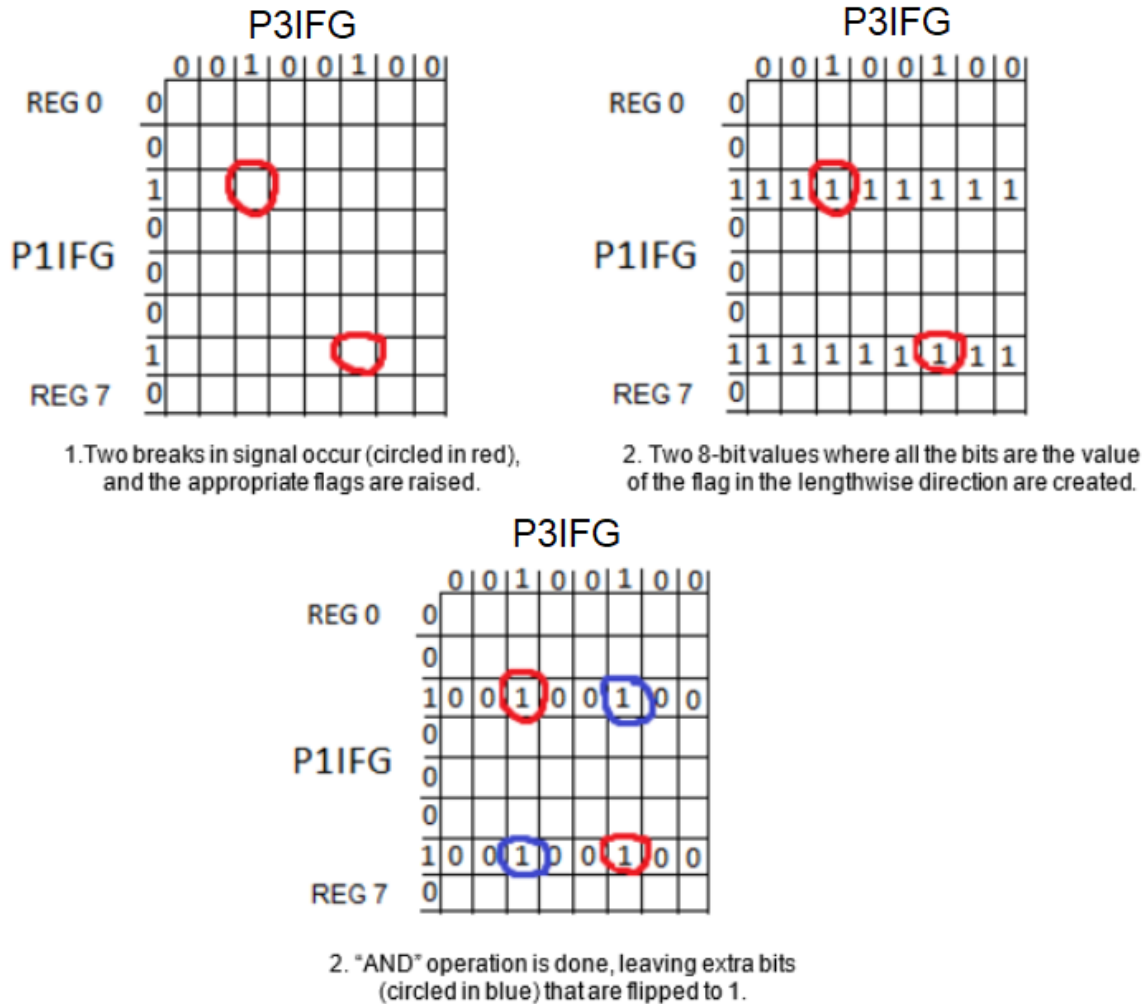 P3IFG
0 0 1 0 0 1 0 0
REG 0 0
0
1
0
P1IFG 0
0
1
REG 7 0
1.Two breaks in signal occur (circled in red),
and the appropriate flags are raised.
P3IFG
0 0 1 0 0 1 0 0
REG 0 0
0
1 1 1 1 1 1 1 1 1
0
P1IFG 0
0
1 1 1 1 1 1 1 1 1
REG 7 0
2. Two 8-bit values where all the bits are the value
of the flag in the lengthwise direction are created.
P3IFG
0 0 1 0 0 1 0 0
REG 0 0
0
1 0 0 1 0 0 1 0 0
0
P1IFG 0
0
1 0 0 1 0 0 1 0 0
REG 7 0
2. “AND” operation is done, leaving extra bits
(circled in blue) that are flipped to 1.